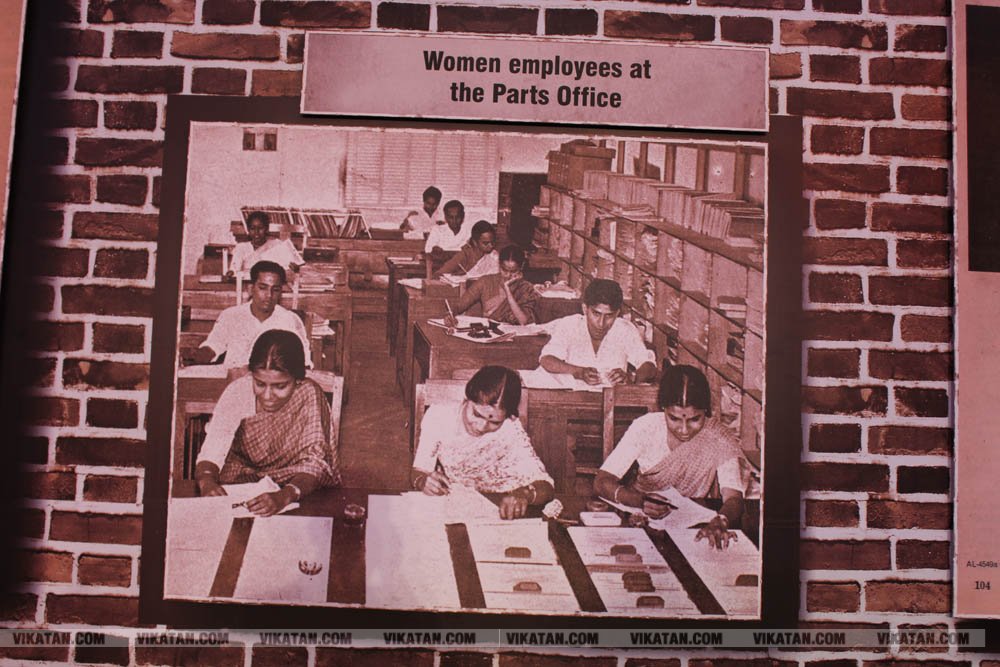 Women employees at
the Parts Office
AL-4549a
104
VIKATAN.COM VIKATAN.COM VIKATAN.COM VIKATAN.COM VIKATAN.COM VIKATAN.COM VIKATAN.COM VIKATAN.COM